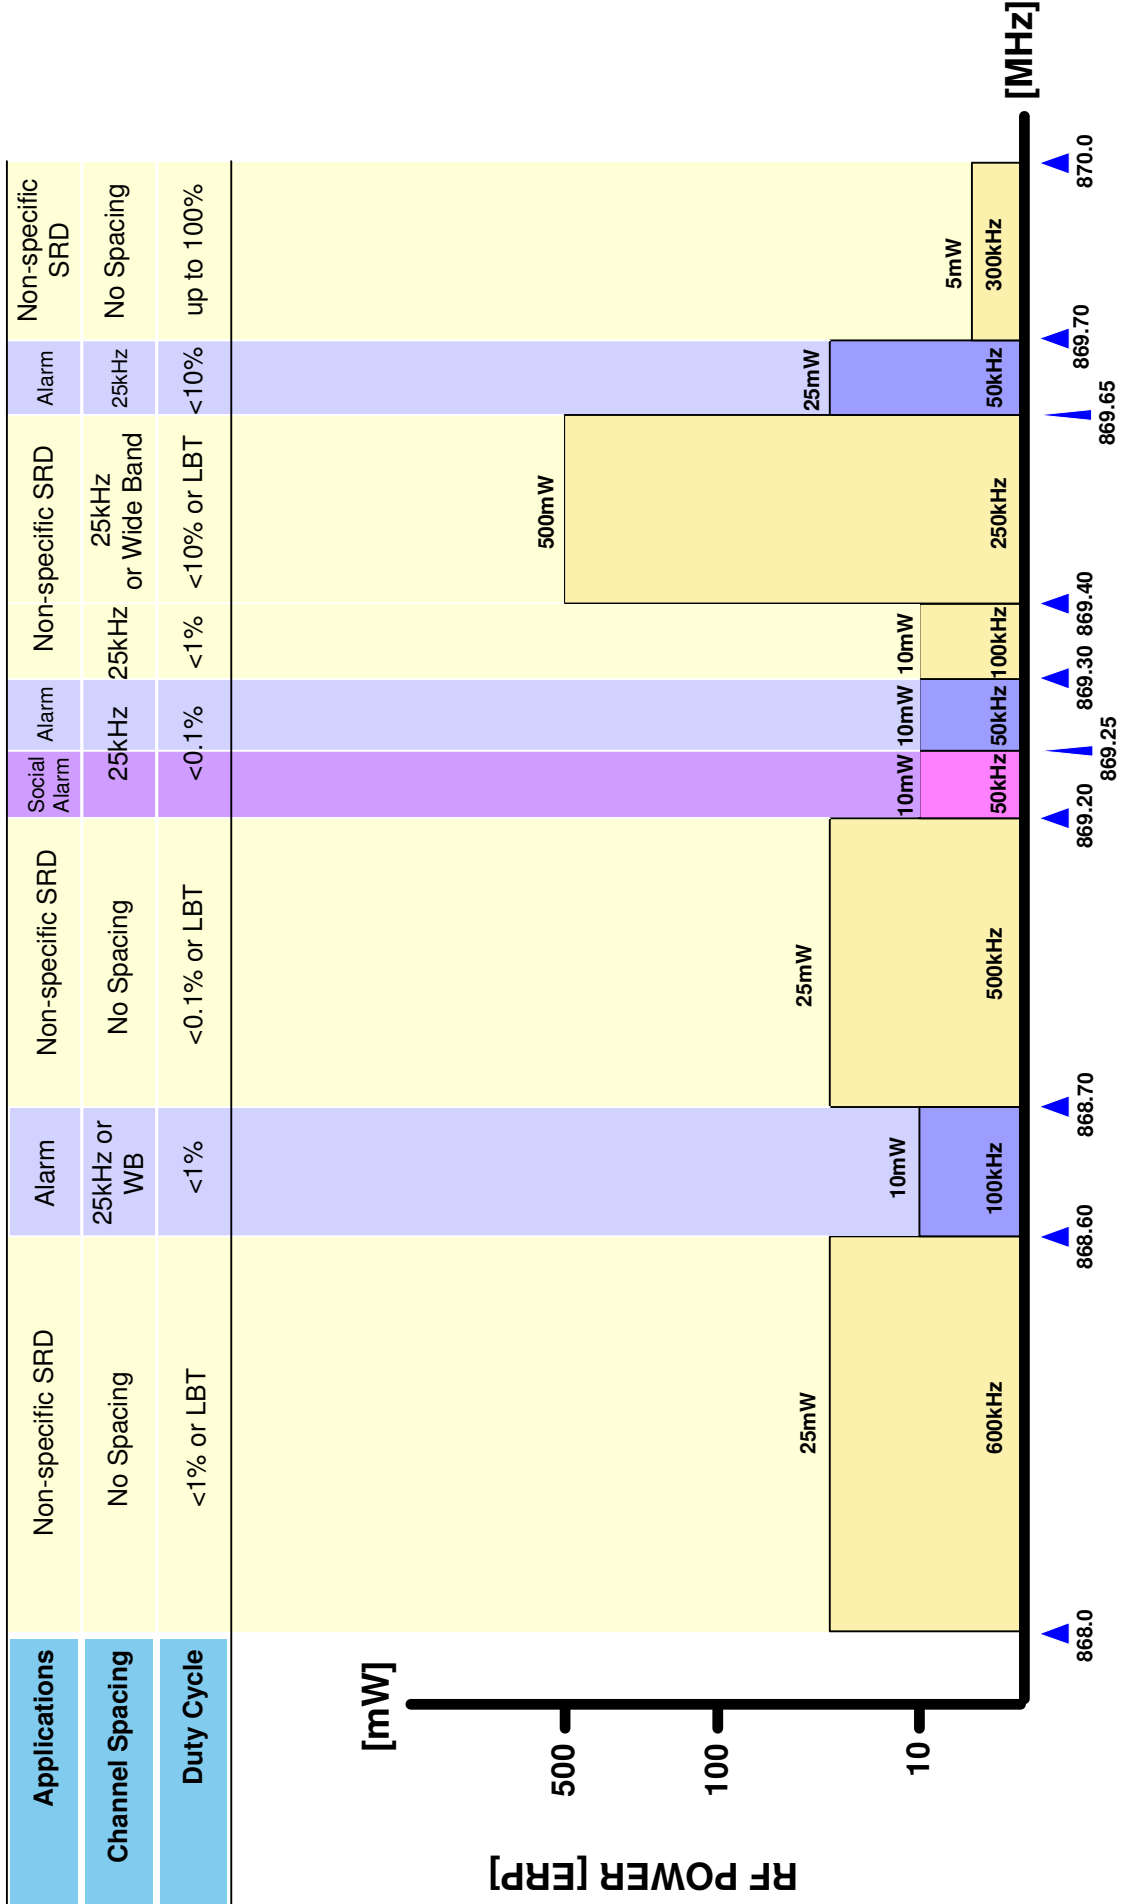 Applications
Non-specific SRD
Alarm
Non-specific SRD
Social
Alarm
Alarm
Non-specific SRD
Alarm
Non-specific
SRD
Channel Spacing
No Spacing
25kHz or
WB
No Spacing
25kHz
25kHz
25kHz
or Wide Band
25kHz
No Spacing
Duty Cycle
<1% or LBT
<1%
<0.1% or LBT
<0.1%
<1%
<10% or LBT
<10%
up to 100%
[mW]
RF POWER [ERP]
500
100
10
500mW
25mW
25mW
25mW
10mW
10mW
10mW
10mW
5mW
600kHz
100kHz
500kHz
50kHz
50kHz
100kHz
250kHz
50kHz
300kHz
[MHz]
868.0
868.60
868.70
869.20
869.25
869.30
869.40
869.65
869.70
870.0